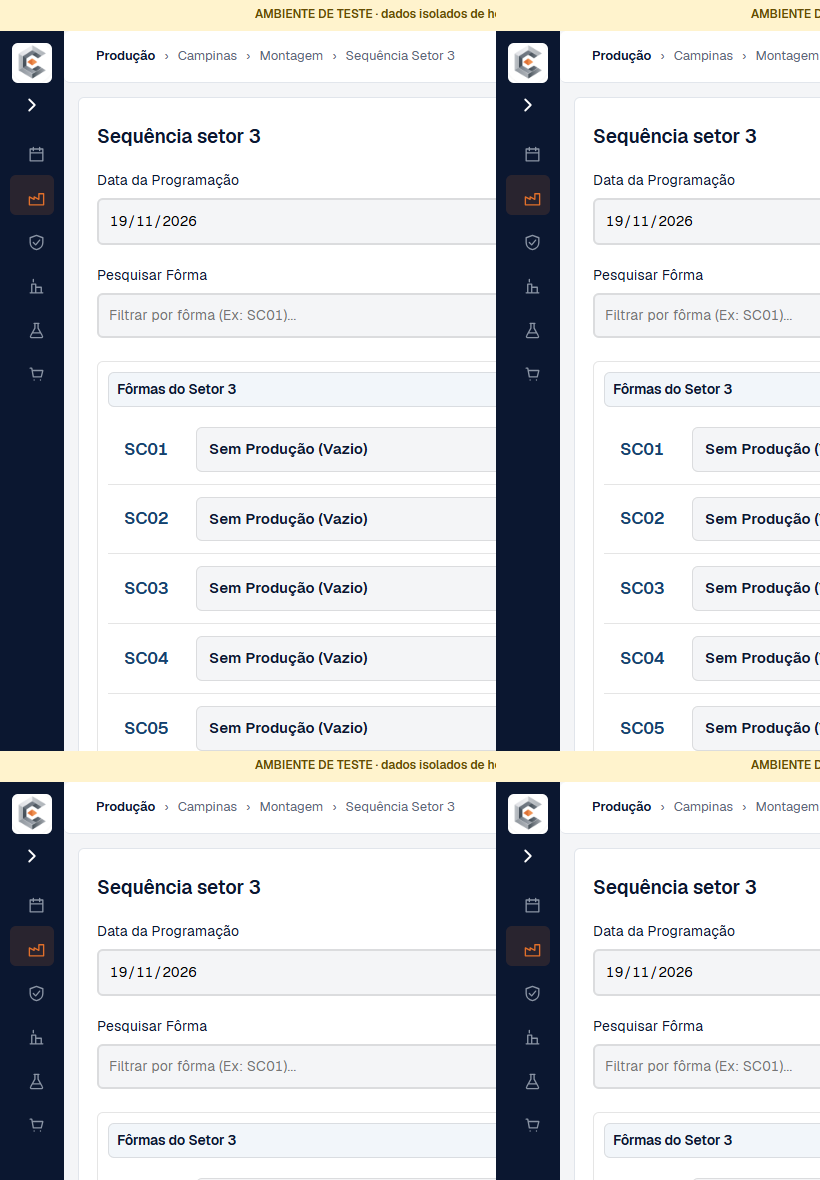 AMBIENTE DE TESTE · dados isolados de
Produção › Campinas › Montagem › Sequência Setor 3
Sequência setor 3
Data da Programação
19/11/2026
Pesquisar Fôrma
Filtrar por fôrma (Ex: SC01)...
Fôrmas do Setor 3
SC01 Sem Produção (Vazio)
SC02 Sem Produção (Vazio)
SC03 Sem Produção (Vazio)
SC04 Sem Produção (Vazio)
SC05 Sem Produção (Vazio)
AMBIENTE
Produção › Campinas › Montagem
Sequência setor 3
Data da Programação
19/11/2026
Pesquisar Fôrma
Filtrar por fôrma (Ex: SC01)...
Fôrmas do Setor 3
SC01 Sem Produção
SC02 Sem Produção
SC03 Sem Produção
SC04 Sem Produção
SC05 Sem Produção
AMBIENTE DE TESTE · dados isolados de
Produção › Campinas › Montagem › Sequência Setor 3
Sequência setor 3
Data da Programação
19/11/2026
Pesquisar Fôrma
Filtrar por fôrma (Ex: SC01)...
Fôrmas do Setor 3
AMBIENTE
Produção › Campinas › Montagem
Sequência setor 3
Data da Programação
19/11/2026
Pesquisar Fôrma
Filtrar por fôrma (Ex: SC01)...
Fôrmas do Setor 3